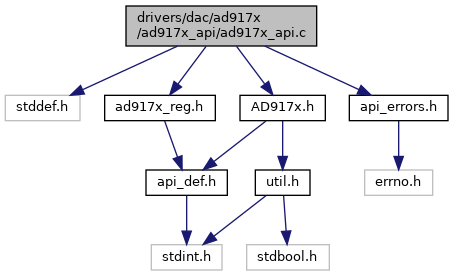 drivers/dac/ad917x
/ad917x_api/ad917x_api.c
stddef.h
ad917x_reg.h
AD917x.h
api_errors.h
api_def.h
util.h
errno.h
stdint.h
stdbool.h